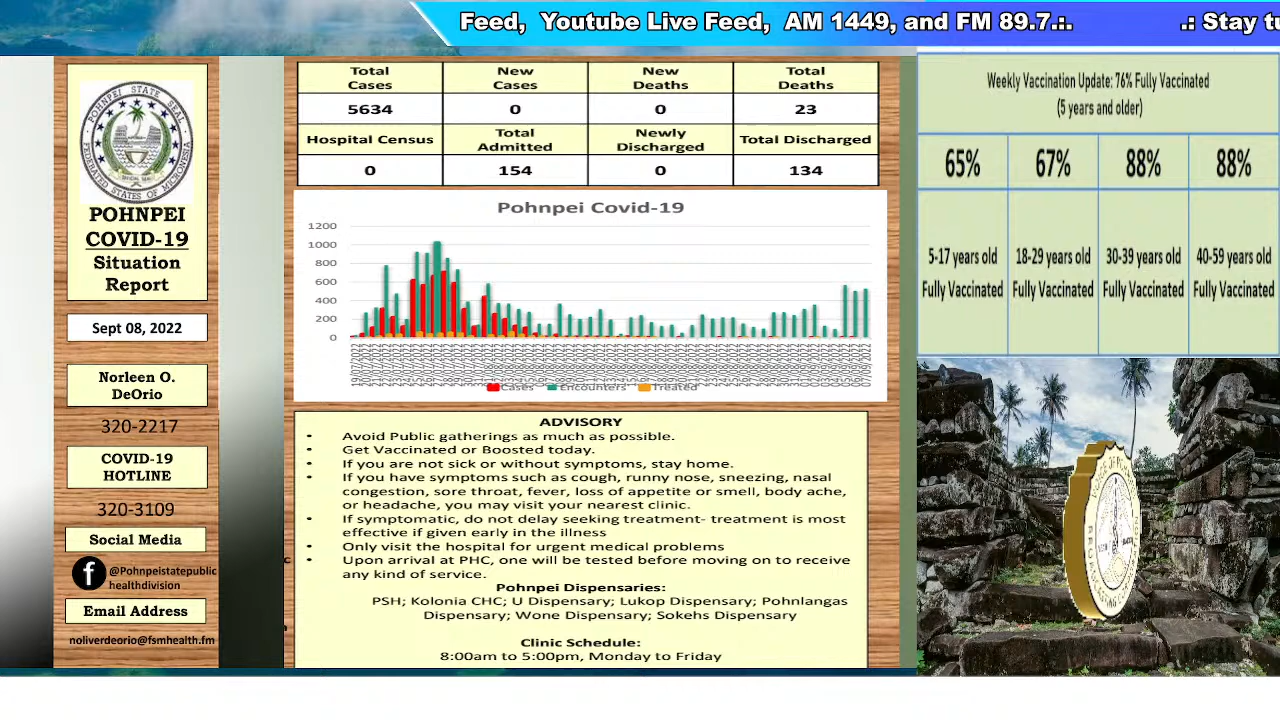 Feed, Youtube Live Feed, AM 1449, and FM 89.7.:.
.: Stay tu
POHNPEI STATE SEAL
FEDERATED STATES OF MICRONESIA
POHNPEI
COVID-19
Situation
Report
Sept 08, 2022
Norleen O.
DeOrio
320-2217
COVID-19
HOTLINE
320-3109
Social Media
@Pohnpeistatepublic
healthdivision
Email Address
noliverdeorio@fsmhealth.fm
Total Cases
New Cases
New Deaths
Total Deaths
5634
0
0
23
Hospital Census
Total Admitted
Newly Discharged
Total Discharged
0
154
0
134
Pohnpei Covid-19
1200
1000
800
600
400
200
0
Cases Encounters Tritated
ADVISORY
• Avoid Public gatherings as much as possible.
• Get Vaccinated or Boosted today.
• If you are not sick or without symptoms, stay home.
• If you have symptoms such as cough, runny nose, sneezing, nasal
congestion, sore throat, fever, loss of appetite or smell, body ache,
or headache, you may visit your nearest clinic.
• If symptomatic, do not delay seeking treatment- treatment is most
effective if given early in the illness
• Only visit the hospital for urgent medical problems
• Upon arrival at PHC, one will be tested before moving on to receive
any kind of service.
Pohnpei Dispensaries:
PSH; Kolonia CHC; U Dispensary; Lukop Dispensary; Pohnlangas
Dispensary; Wone Dispensary; Sokehs Dispensary
Clinic Schedule:
8:00am to 5:00pm, Monday to Friday
Weekly Vaccination Update: 76% Fully Vaccinated
(5 years and older)
65%
67%
88%
88%
5-17 years old
Fully Vaccinated
18-29 years old
Fully Vaccinated
30-39 years old
Fully Vaccinated
40-59 years old
Fully Vaccinated